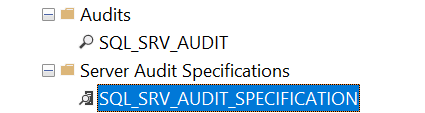 Audits
SQL_SRV_AUDIT
Server Audit Specifications
SQL_SRV_AUDIT_SPECIFICATION